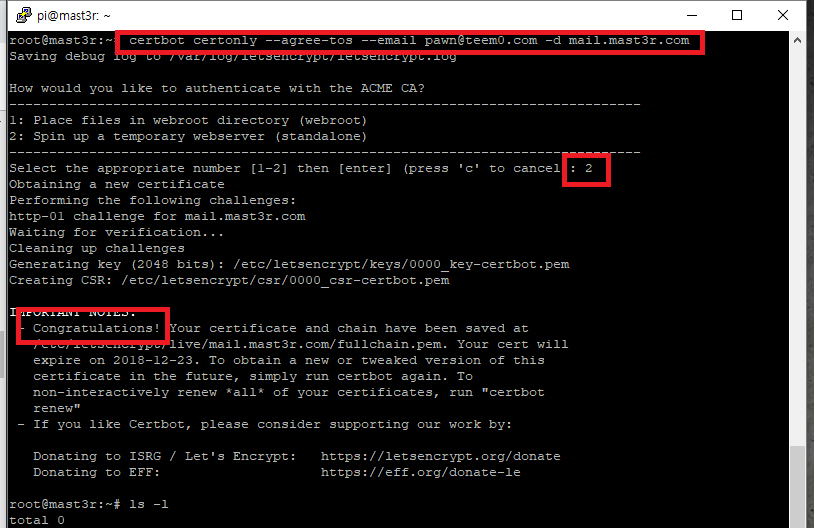 pi@mast3r: ~
root@mast3r:~# certbot certonly --agree-tos --email pawn@teem0.com -d mail.mast3r.com
Saving debug log to /var/log/letsencrypt/letsencrypt.log
How would you like to authenticate with the ACME CA?
-------------------------------------------------------------------------------
1: Place files in webroot directory (webroot)
2: Spin up a temporary webserver (standalone)
-------------------------------------------------------------------------------
Select the appropriate number [1-2] then [enter] (press 'c' to cancel : 2
Obtaining a new certificate
Performing the following challenges:
http-01 challenge for mail.mast3r.com
Waiting for verification...
Cleaning up challenges
Generating key (2048 bits): /etc/letsencrypt/keys/0000_key-certbot.pem
Creating CSR: /etc/letsencrypt/csr/0000_csr-certbot.pem
IMPORTANT NOTES:
- Congratulations! Your certificate and chain have been saved at
/etc/letsencrypt/live/mail.mast3r.com/fullchain.pem. Your cert will
expire on 2018-12-23. To obtain a new or tweaked version of this
certificate in the future, simply run certbot again. To
non-interactively renew *all* of your certificates, run "certbot
renew"
- If you like Certbot, please consider supporting our work by:
Donating to ISRG / Let's Encrypt: https://letsencrypt.org/donate
Donating to EFF: https://eff.org/donate-le
root@mast3r:~# ls -l
total 0